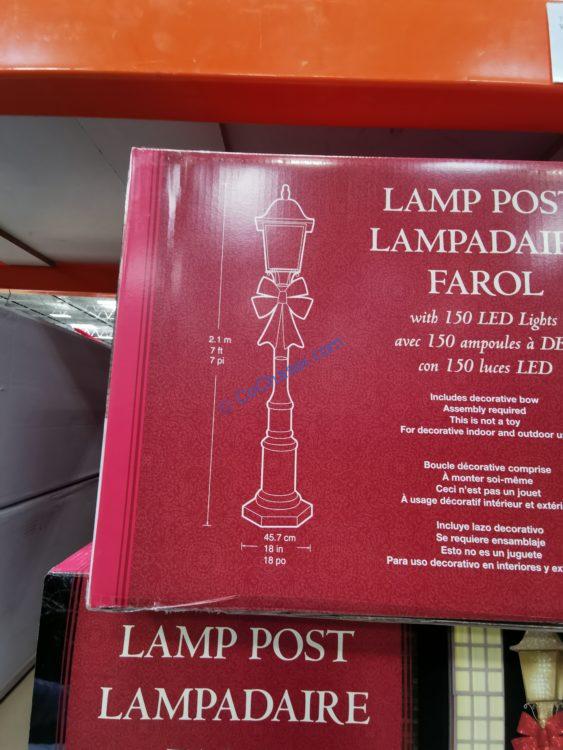 LAMP POST
LAMPADAIR
FAROL
with 150 LED Lights
avec 150 ampoules à DE
con 150 luces LED
2.1 m
7 ft
7 pi
© CoChaser.com
Includes decorative bow
Assembly required
This is not a toy
For decorative indoor and outdoor u
Boucle décorative comprise
À monter soi-même
Ceci n'est pas un jouet
À usage décoratif intérieur et extéri
45.7 cm
18 in
18 po
Incluye lazo decorativo
Se requiere ensamblaje
Esto no es un juguete
Para uso decorativo en interiores y ex
LAMP POST
LAMPADAIRE